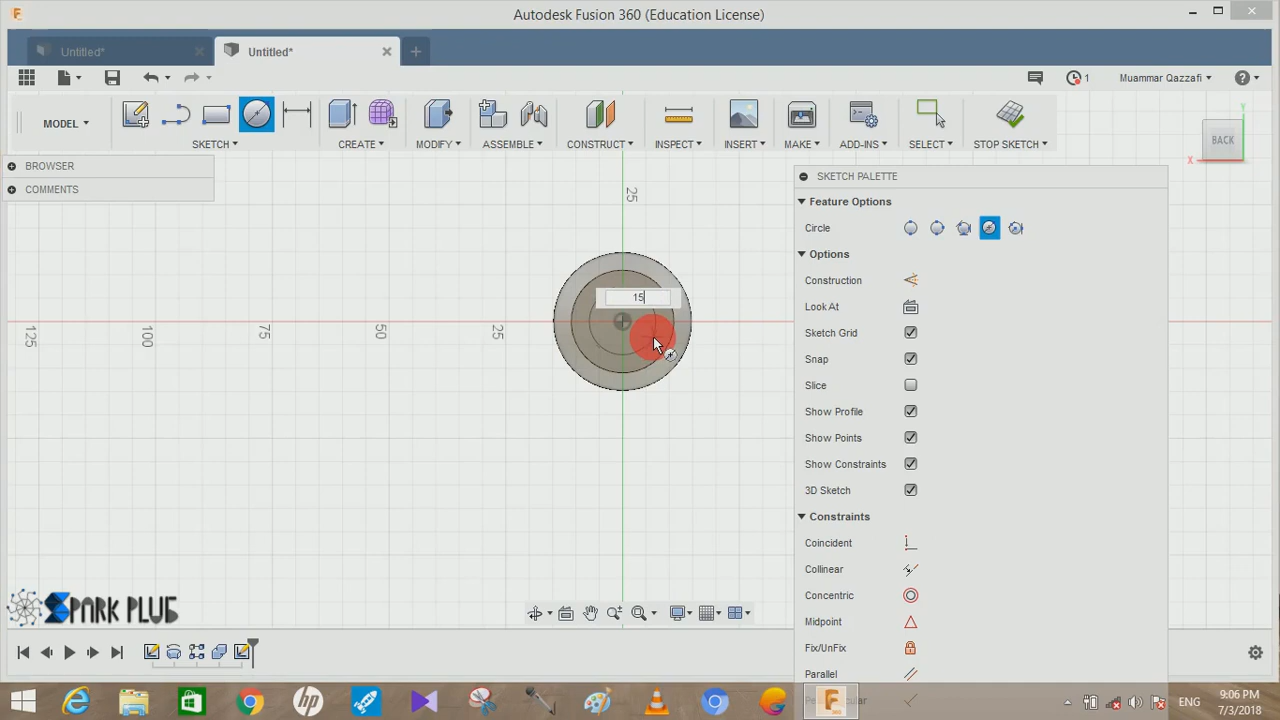 Autodesk Fusion 360 (Education License)
Untitled*
Untitled*
1
Muammar Qazzafi
MODEL
SKETCH
CREATE
MODIFY
ASSEMBLE
CONSTRUCT
INSPECT
INSERT
MAKE
ADD-INS
SELECT
STOP SKETCH
BROWSER
COMMENTS
Y
BACK
X
25
15
125
100
75
50
25
SKETCH PALETTE
Feature Options
Circle
Options
Construction
Look At
Sketch Grid
Snap
Slice
Show Profile
Show Points
Show Constraints
3D Sketch
Constraints
Coincident
Collinear
Concentric
Midpoint
Fix/UnFix
Parallel
SPARK PLUG
hp
ENG
9:06 PM
7/3/2018